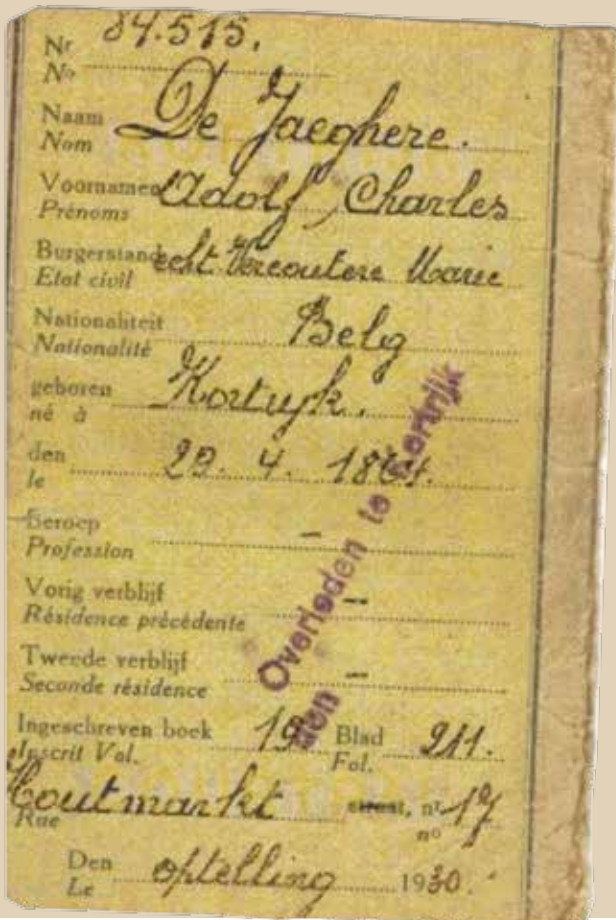 Nr 84.515.
No
Naam De Jaeghere.
Nom
Voornamen Adolf, Charles
Prénoms
Burgerstand echt Vercoutere Marie
Etat civil
Nationaliteit Belg
Nationalité
geboren Kortryk.
né à
den 29. 4. 1864.
le
Beroep –
Profession
Vorig verblijf –
Résidence précédente
Tweede verblijf –
Seconde résidence
Ingeschreven boek 19 Blad 211.
Inscrit Vol. Fol.
Houtmarkt straat, nr 17
Rue no
Den optelling 1930.
Le
Overleden te Kortrijk
den